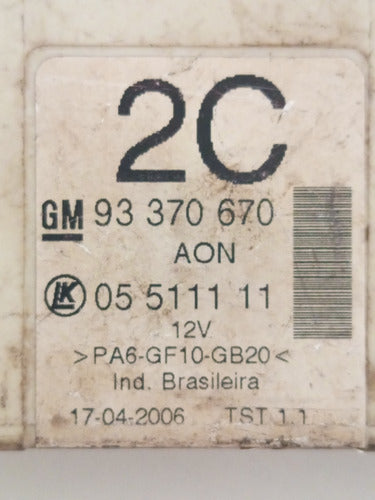 2C
GM 93 370 670
AON
LK 05 5111 11
12V
>PA6-GF10-GB20<
Ind. Brasileira
17-04-2006 TST 1.1